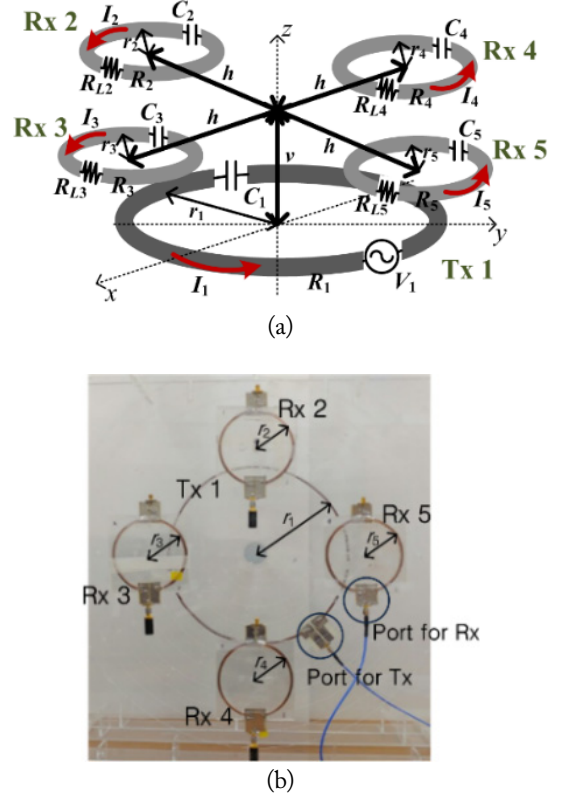 Rx 2
I2
C2
r2
RL2
R2
h
z
C4
r4
Rx 4
RL4
R4
I4
h
Rx 3
I3
C3
r3
RL3
R3
h
h
v
C5
r5
Rx 5
RL5
R5
I5
C1
r1
y
x
I1
R1
V1
Tx 1
(a)
Rx 2
r2
Tx 1
r1
Rx 5
r3
r5
Rx 3
Port for Rx
r4
Port for Tx
Rx 4
(b)